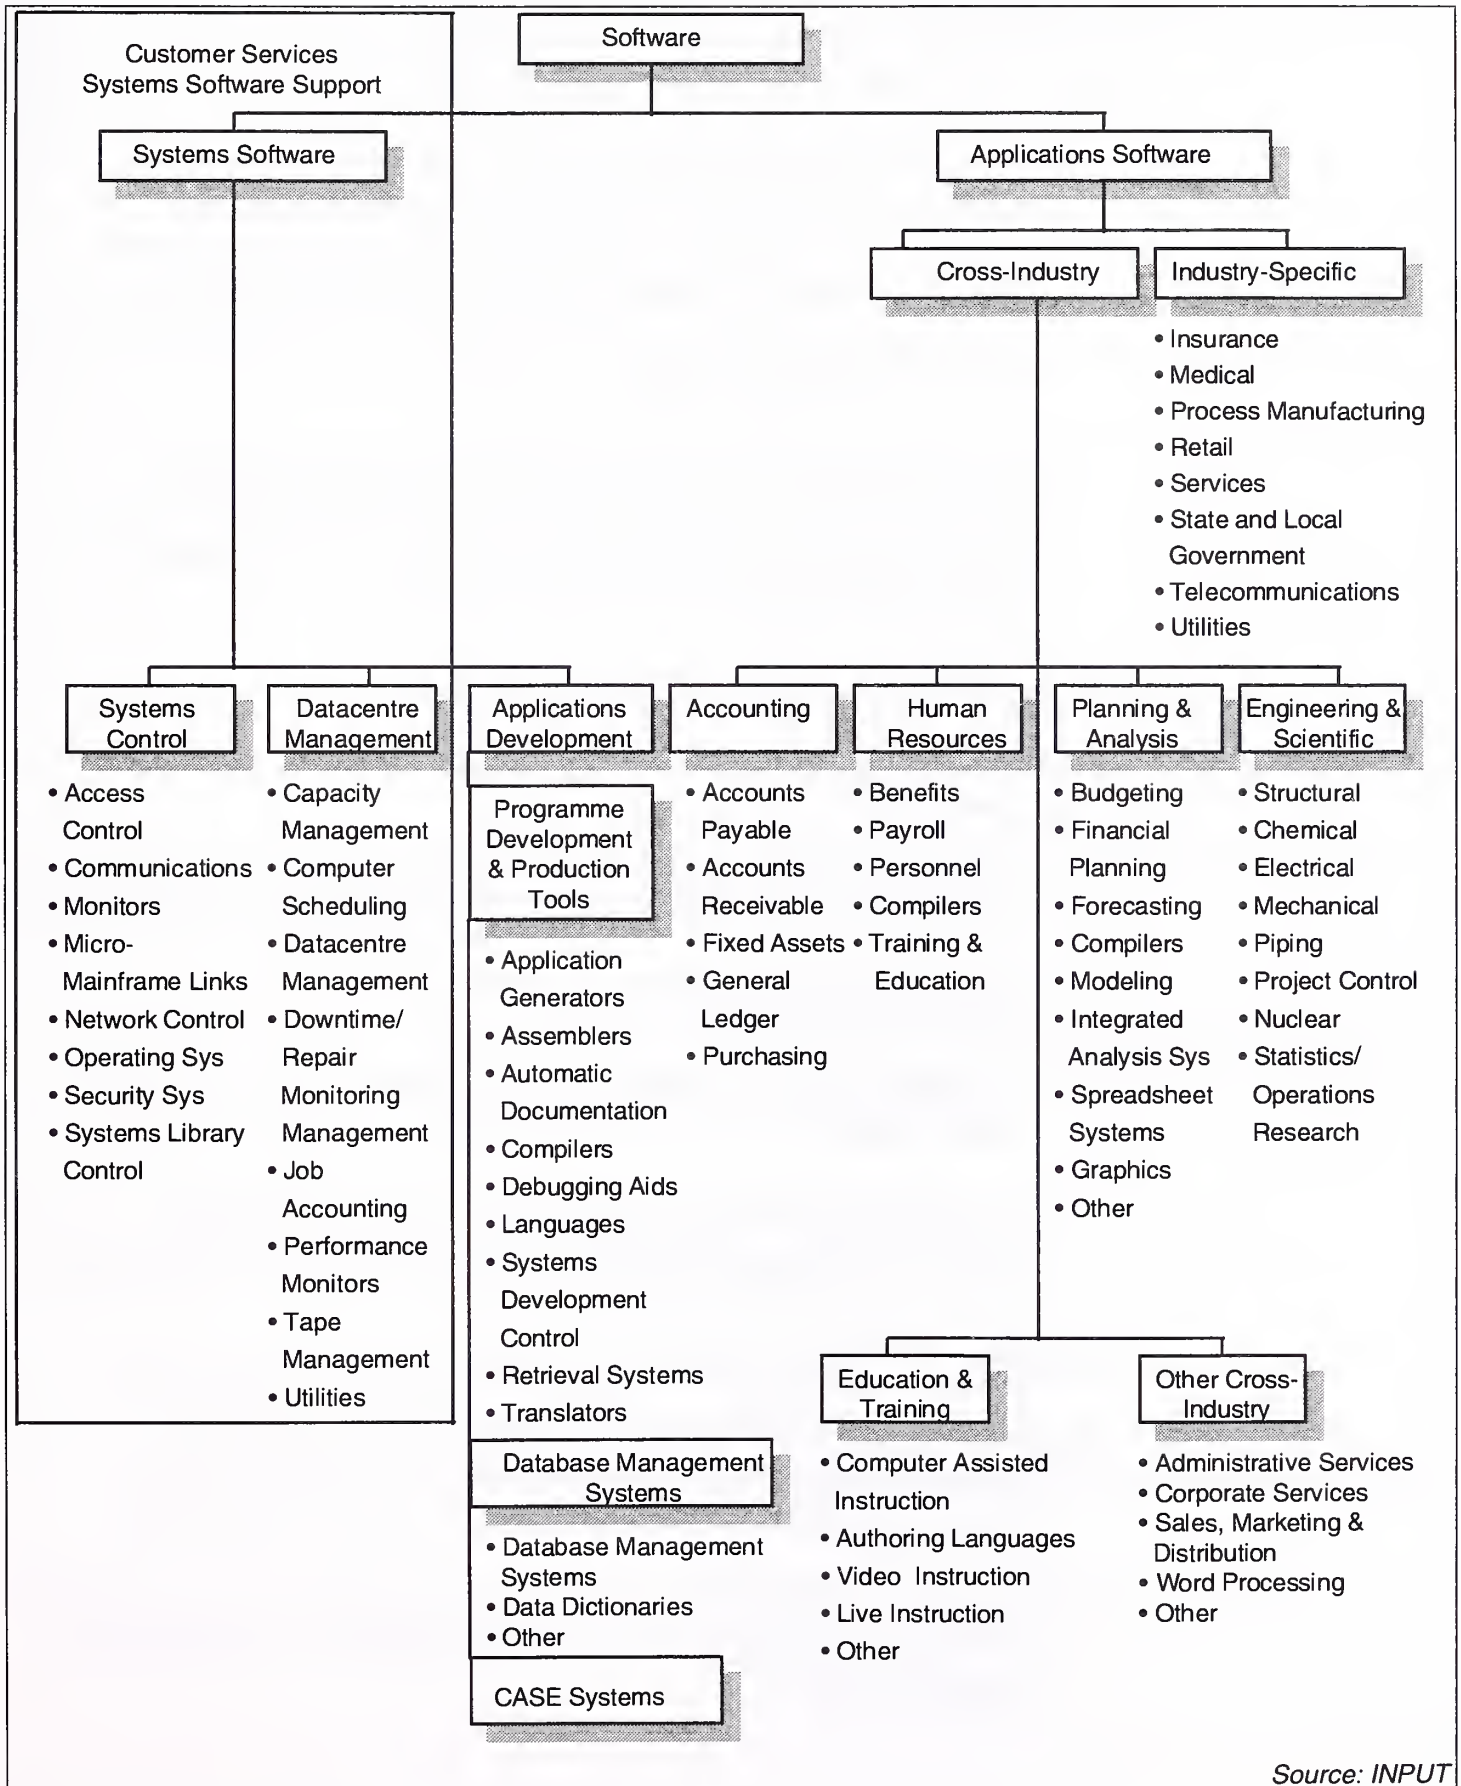 Customer Services
Systems Software Support
Software
Systems Software
Applications Software
Cross-Industry
Industry-Specific
• Insurance
• Medical
• Process Manufacturing
• Retail
• Services
• State and Local
Government
• Telecommunications
• Utilities
Systems
Control
• Access
Control
• Communications
• Monitors
• Micro-
Mainframe Links
• Network Control
• Operating Sys
• Security Sys
• Systems Library
Control
Datacentre
Management
• Capacity
Management
• Computer
Scheduling
• Datacentre
Management
• Downtime/
Repair
Monitoring
Management
• Job
Accounting
• Performance
Monitors
• Tape
Management
• Utilities
Applications
Development
Programme
Development
& Production
Tools
• Application
Generators
• Assemblers
• Automatic
Documentation
• Compilers
• Debugging Aids
• Languages
• Systems
Development
Control
• Retrieval Systems
• Translators
Database Management
Systems
• Database Management
Systems
• Data Dictionaries
• Other
CASE Systems
Accounting
• Accounts
Payable
• Accounts
Receivable
• Fixed Assets
• General
Ledger
• Purchasing
Human
Resources
• Benefits
• Payroll
• Personnel
• Compilers
• Training &
Education
Planning &
Analysis
• Budgeting
• Financial
Planning
• Forecasting
• Compilers
• Modeling
• Integrated
Analysis Sys
• Spreadsheet
Systems
• Graphics
• Other
Engineering &
Scientific
• Structural
• Chemical
• Electrical
• Mechanical
• Piping
• Project Control
• Nuclear
• Statistics/
Operations
Research
Education &
Training
• Computer Assisted
Instruction
• Authoring Languages
• Video Instruction
• Live Instruction
• Other
Other Cross-
Industry
• Administrative Services
• Corporate Services
• Sales, Marketing &
Distribution
• Word Processing
• Other
Source: INPUT